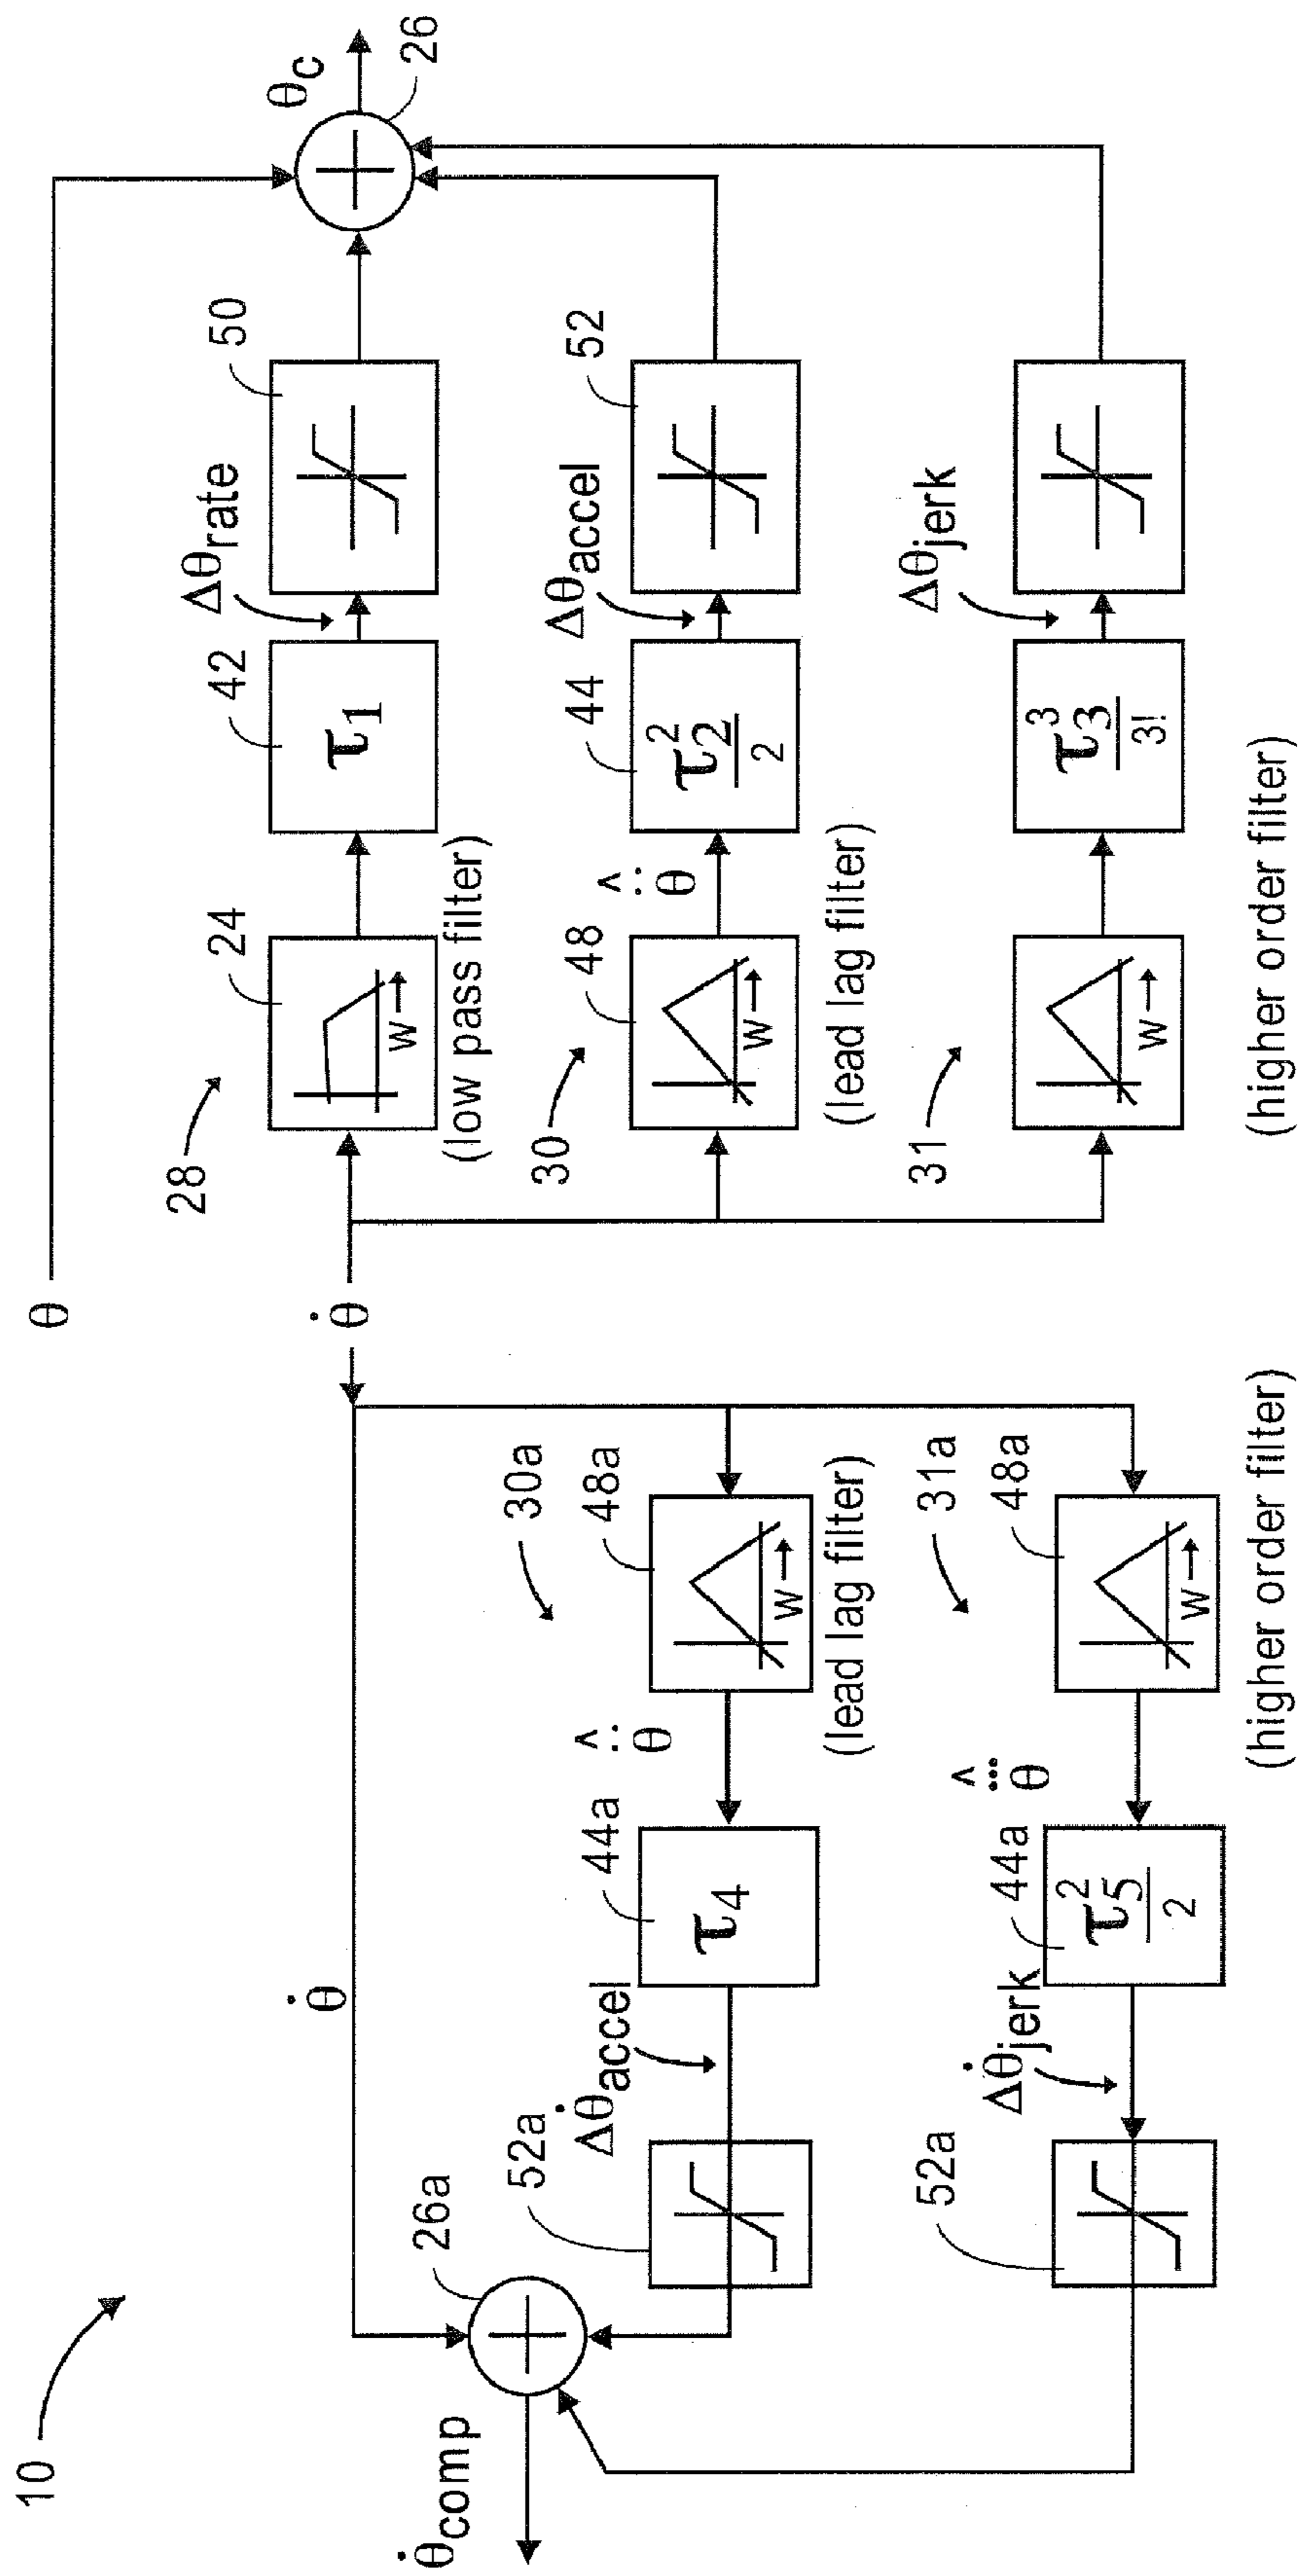 10
θ
θ̇
θ̇
θ̇comp
26a
52a
Δθ̇accel
44a
τ4
θ̈^
30a
48a
W→
(lead lag filter)
52a
Δθ̇jerk
44a
τ5²/2
θ⃛^
31a
48a
W→
(higher order filter)
28
24
W→
(low pass filter)
42
τ1
Δθrate
50
θc
26
30
48
W→
(lead lag filter)
θ̈^
44
τ2²/2
Δθaccel
52
31
W→
(higher order filter)
τ3³/3!
Δθjerk